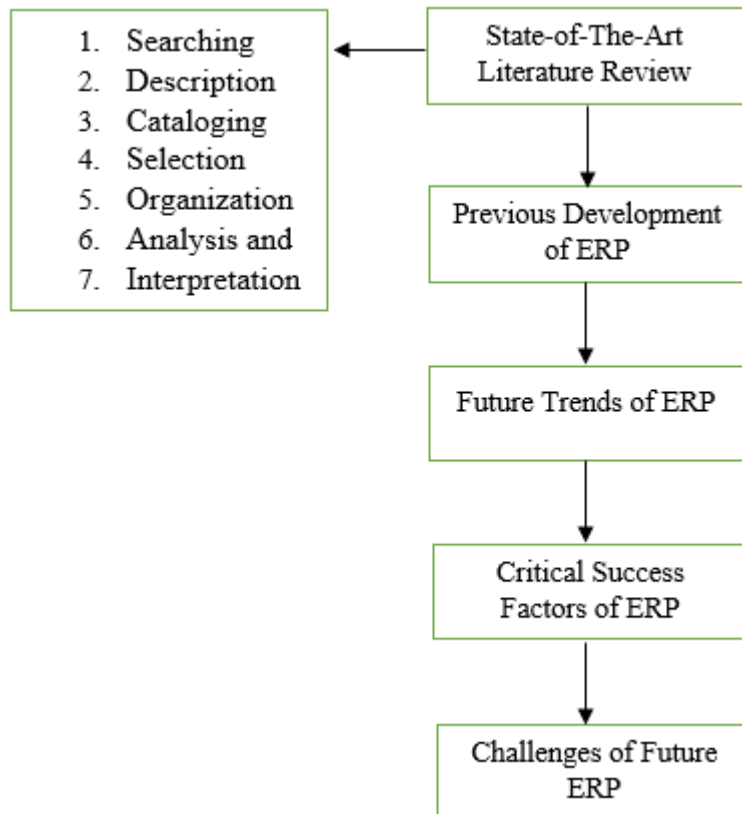 1. Searching
2. Description
3. Cataloging
4. Selection
5. Organization
6. Analysis and
7. Interpretation
State-of-The-Art
Literature Review
Previous Development
of ERP
Future Trends of ERP
Critical Success
Factors of ERP
Challenges of Future
ERP